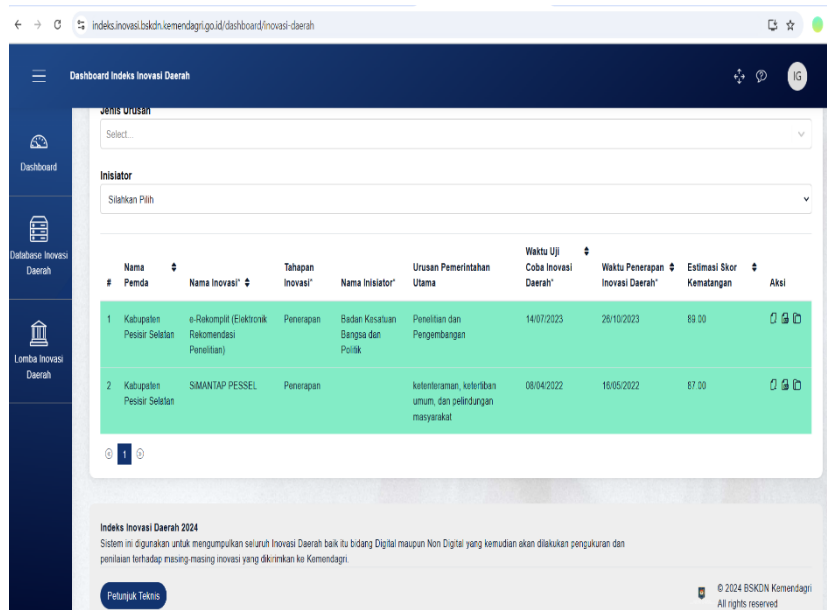 indeks.inovasi.bskdn.kemendagri.go.id/dashboard/inovasi-daerah
Dashboard Indeks Inovasi Daerah
IG
Jenis Urusan
Select...
Dashboard
Inisiator
Silahkan Pilih
Database Inovasi
Daerah
Lomba Inovasi
Daerah
# Nama Pemda Nama Inovasi* Tahapan Inovasi* Nama Inisiator* Urusan Pemerintahan Utama Waktu Uji Coba Inovasi Daerah* Waktu Penerapan Inovasi Daerah* Estimasi Skor Kematangan Aksi
1 Kabupaten Pesisir Selatan e-Rekomplit (Elektronik Rekomendasi Penelitian) Penerapan Badan Kesatuan Bangsa dan Politik Penelitian dan Pengembangan 14/07/2023 26/10/2023 89.00
2 Kabupaten Pesisir Selatan SiMANTAP PESSEL Penerapan ketenteraman, ketertiban umum, dan pelindungan masyarakat 08/04/2022 16/05/2022 87.00
1
Indeks Inovasi Daerah 2024
Sistem ini digunakan untuk mengumpulkan seluruh Inovasi Daerah baik itu bidang Digital maupun Non Digital yang kemudian akan dilakukan pengukuran dan
penilaian terhadap masing-masing inovasi yang dikirimkan ke Kemendagri.
Petunjuk Teknis
© 2024 BSKDN Kemendagri
All rights reserved